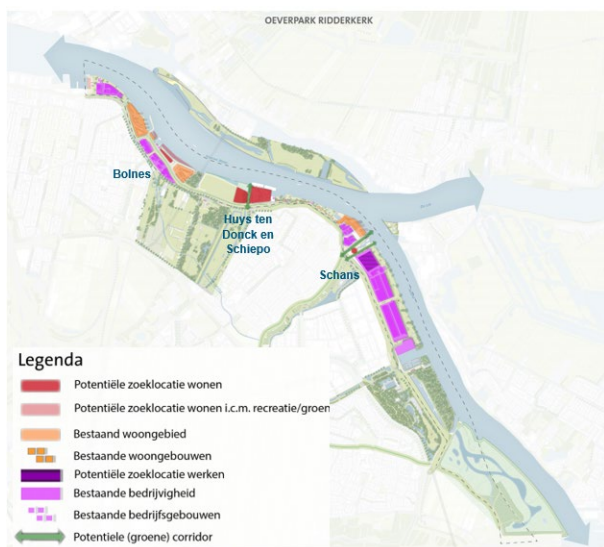 OEVERPARK RIDDERKERK
Bolnes
Huys ten
Donck en
Schiepo
Schans
Legenda
Potentiële zoeklocatie wonen
Potentiële zoeklocatie wonen i.c.m. recreatie/groen
Bestaand woongebied
Bestaande woongebouwen
Potentiële zoeklocatie werken
Bestaande bedrijvigheid
Bestaande bedrijfsgebouwen
Potentiele (groene) corridor